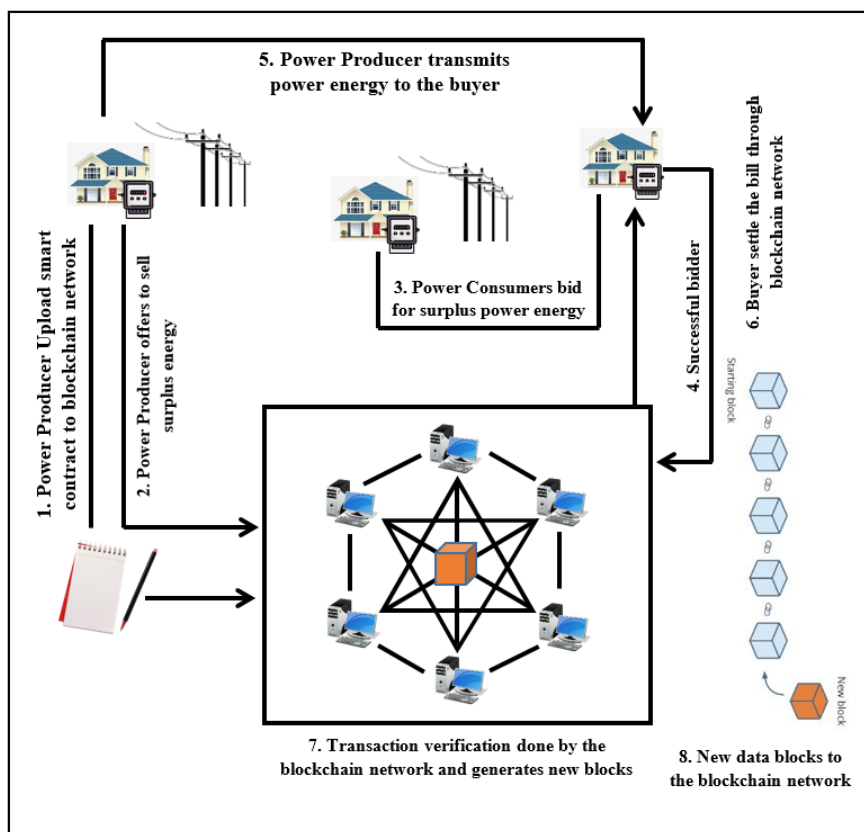 5. Power Producer transmits
power energy to the buyer
1. Power Producer Upload smart
contract to blockchain network
2. Power Producer offers to sell
surplus energy
3. Power Consumers bid
for surplus power energy
4. Successful bidder
6. Buyer settle the bill through
blockchain network
Starting block
New block
7. Transaction verification done by the
blockchain network and generates new blocks
8. New data blocks to
the blockchain network